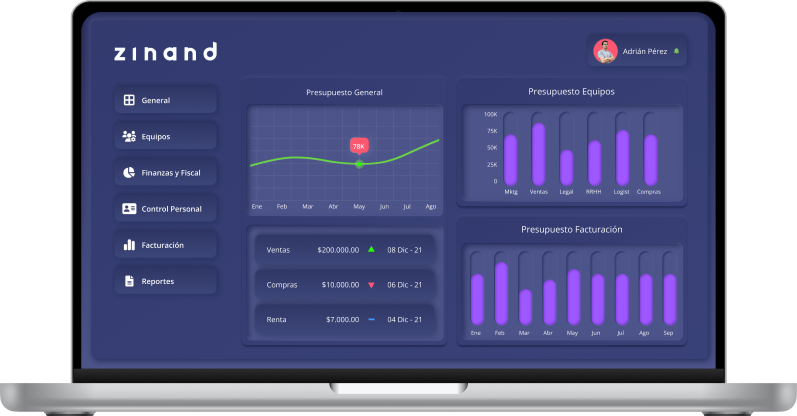 zınand
Adrián Pérez
General
Equipos
Finanzas y Fiscal
Control Personal
Facturación
Reportes
Presupuesto General
78K
Ene Feb Mar Abr May Jun Jul Ago
Ventas $200.000.00 08 Dic - 21
Compras $10.000.00 06 Dic - 21
Renta $7.000.00 04 Dic - 21
Presupuesto Equipos
100K
75K
50K
25K
0
Mktg Ventas Legal RRHH Logist Compras
Presupuesto Facturación
Ene Feb Mar Abr May Jun Jul Ago Sep